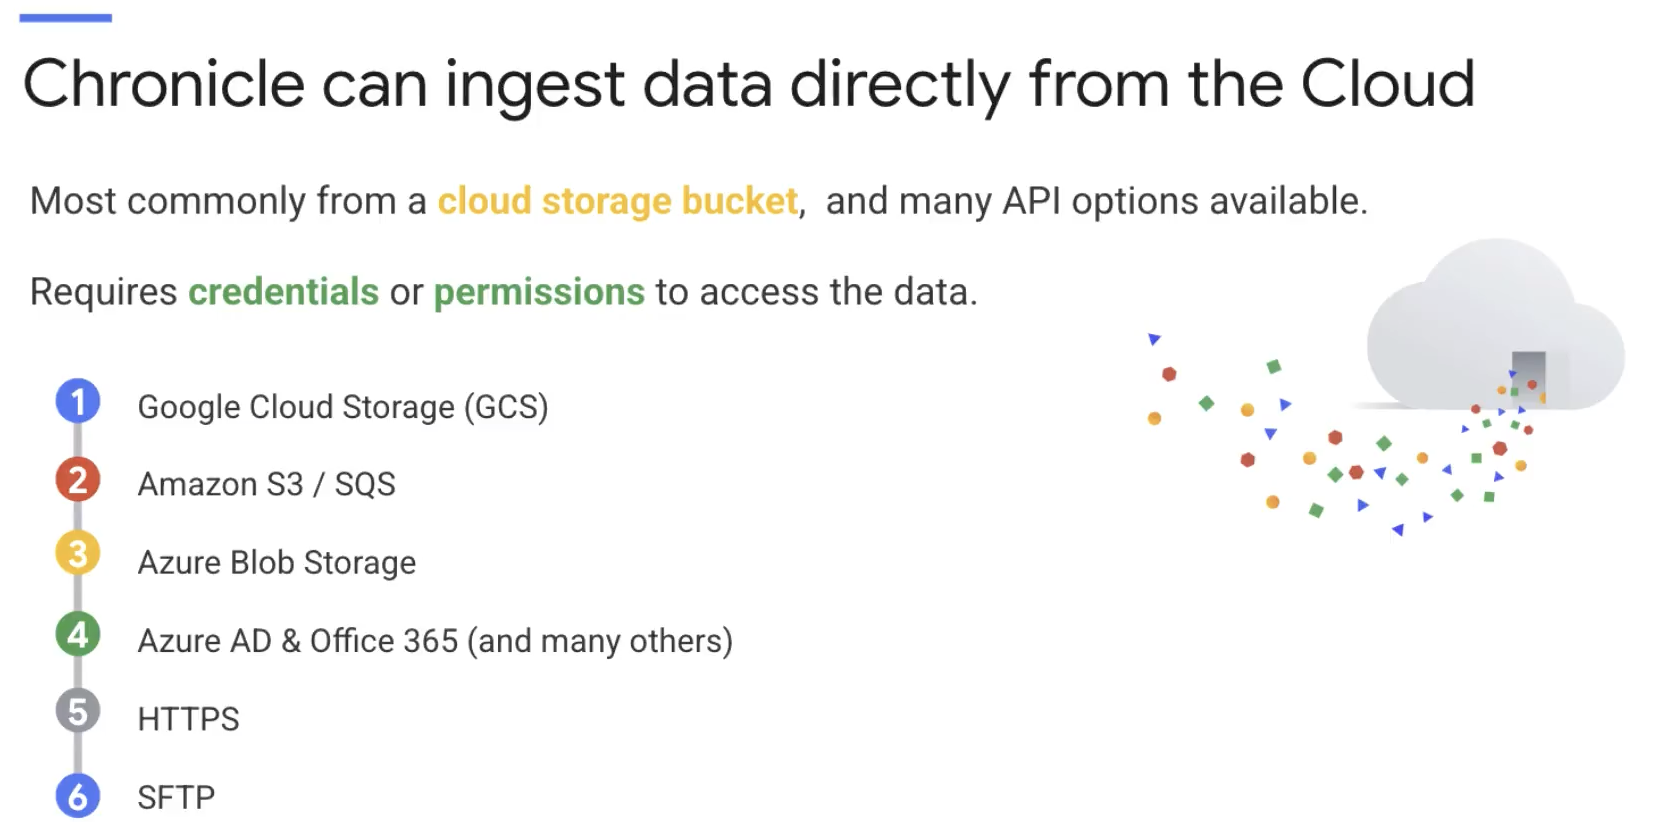 Chronicle can ingest data directly from the Cloud
Most commonly from a cloud storage bucket, and many API options available.
Requires credentials or permissions to access the data.
1 Google Cloud Storage (GCS)
2 Amazon S3 / SQS
3 Azure Blob Storage
4 Azure AD & Office 365 (and many others)
5 HTTPS
6 SFTP